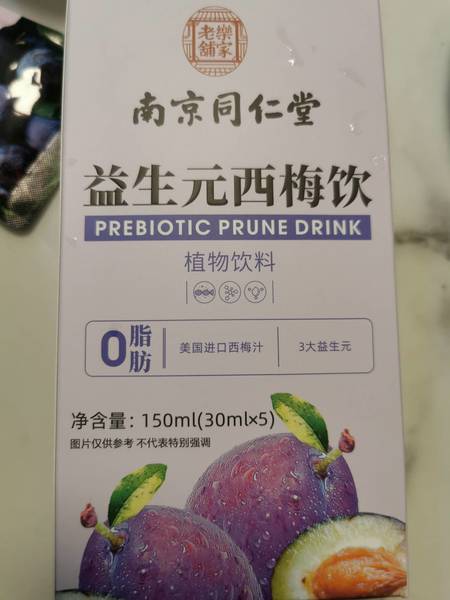 樂家
老舖
南京同仁堂
益生元西梅饮
PREBIOTIC PRUNE DRINK
植物饮料
0脂肪
美国进口西梅汁
3大益生元
净含量：150ml(30ml×5)
图片仅供参考 不代表特别强调